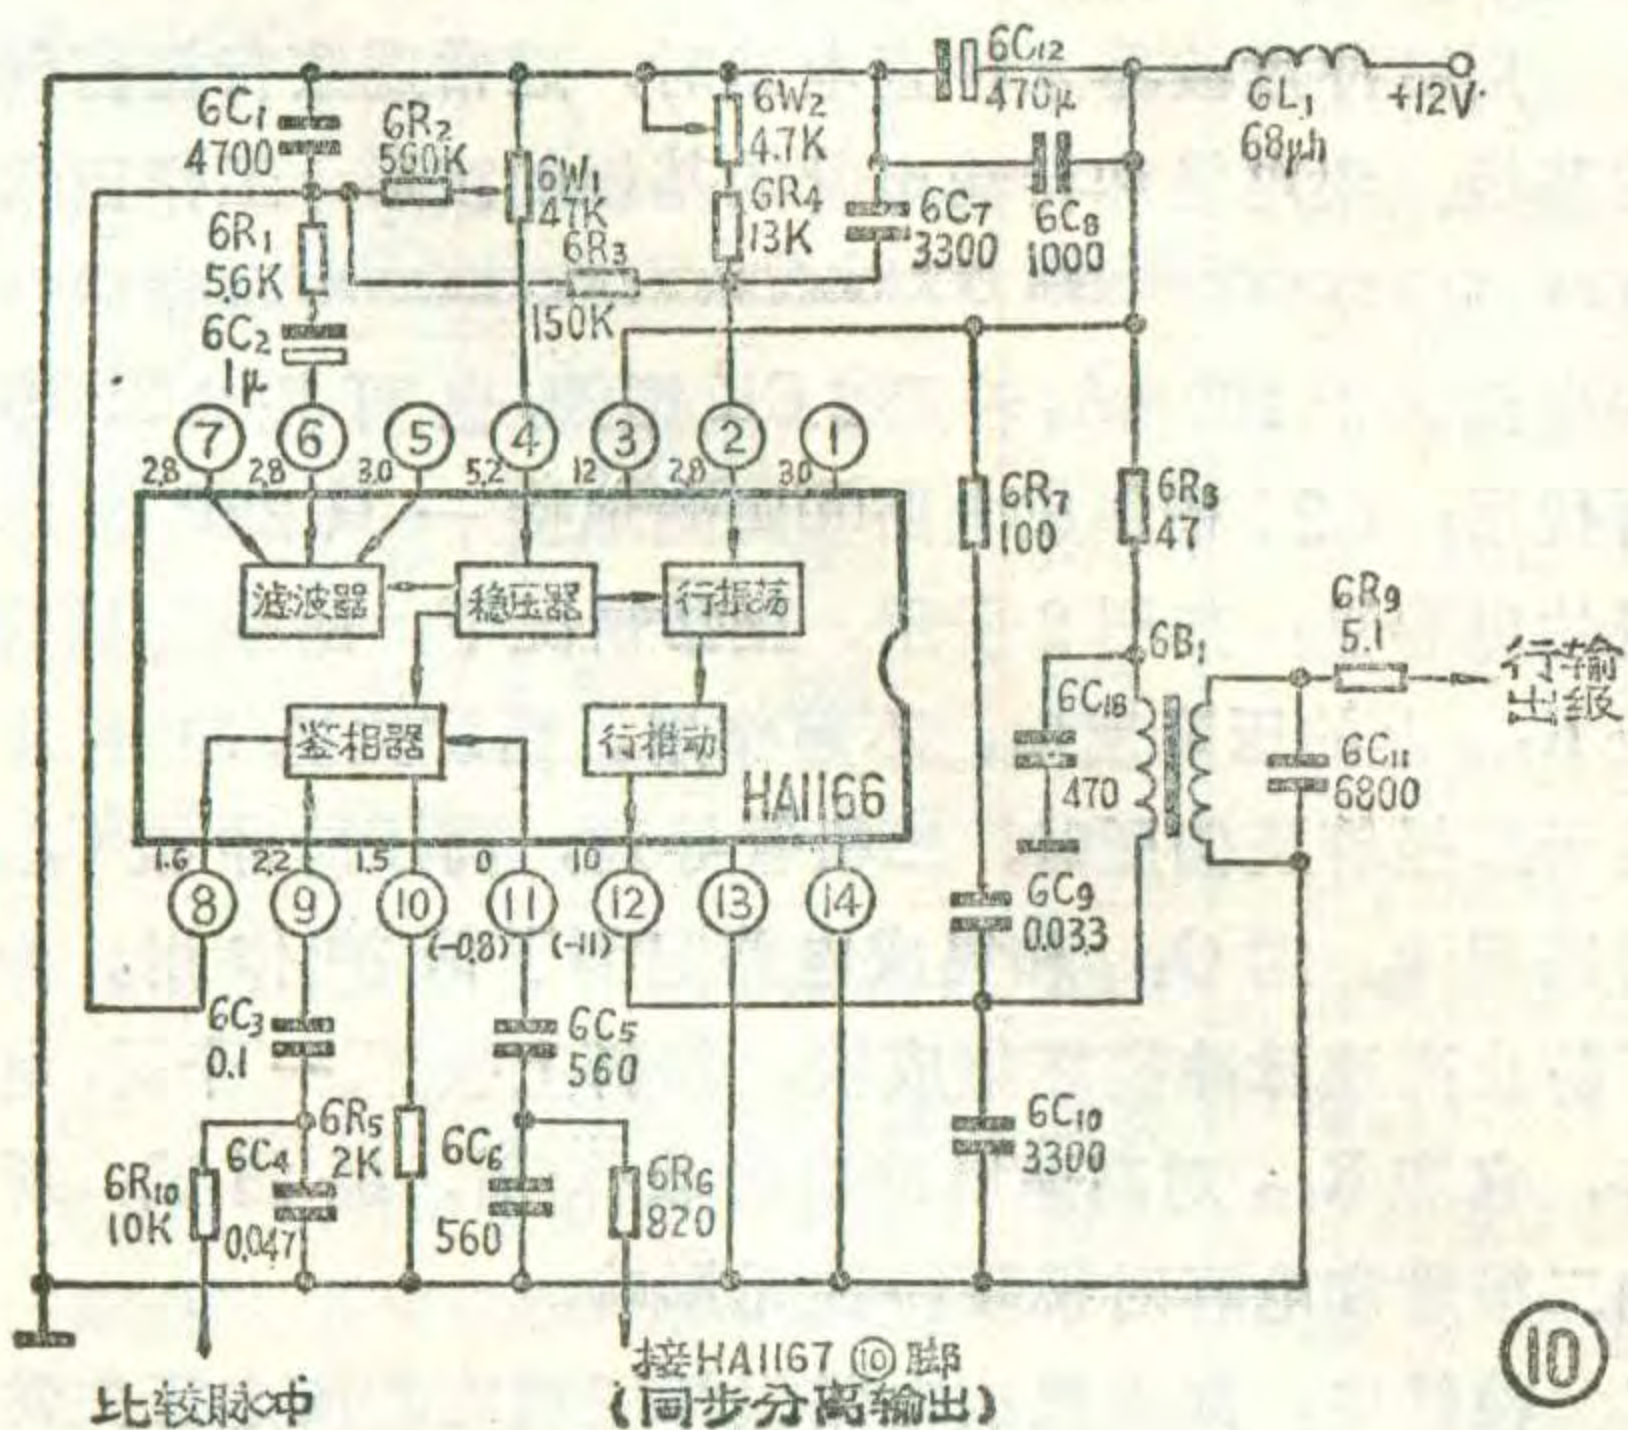 6C₁₂
470μ
6L₁
68μh
+12V
6C₁
4700
6R₂
560K
6W₁
47K
6W₂
4.7K
6R₄
13K
6C₇
3300
6C₈
1000
6R₁
5.6K
6R₃
150K
6C₂
1μ
⑦ ⑥ ⑤ ④ ③ ② ①
2.8 2.8 3.0 5.2 12 2.8 3.0
6R₇
100
6R₈
47
滤波器 稳压器 行振荡
鉴相器 行推动
HA1166
6B₁
6C₁₈
470
6R₉
5.1
行输
出级
6C₁₁
6800
1.6 2.2 1.5 0 10
⑧ ⑨ ⑩ ⑪ ⑫ ⑬ ⑭
(-0.8) (-11)
6C₉
0.033
6C₃
0.1
6C₅
560
6R₁₀
10K
6C₄
0.047
6R₅
2K
6C₆
560
6R₆
820
6C₁₀
3300
比较脉冲
接HA1167⑩脚
(同步分离输出)
⑩